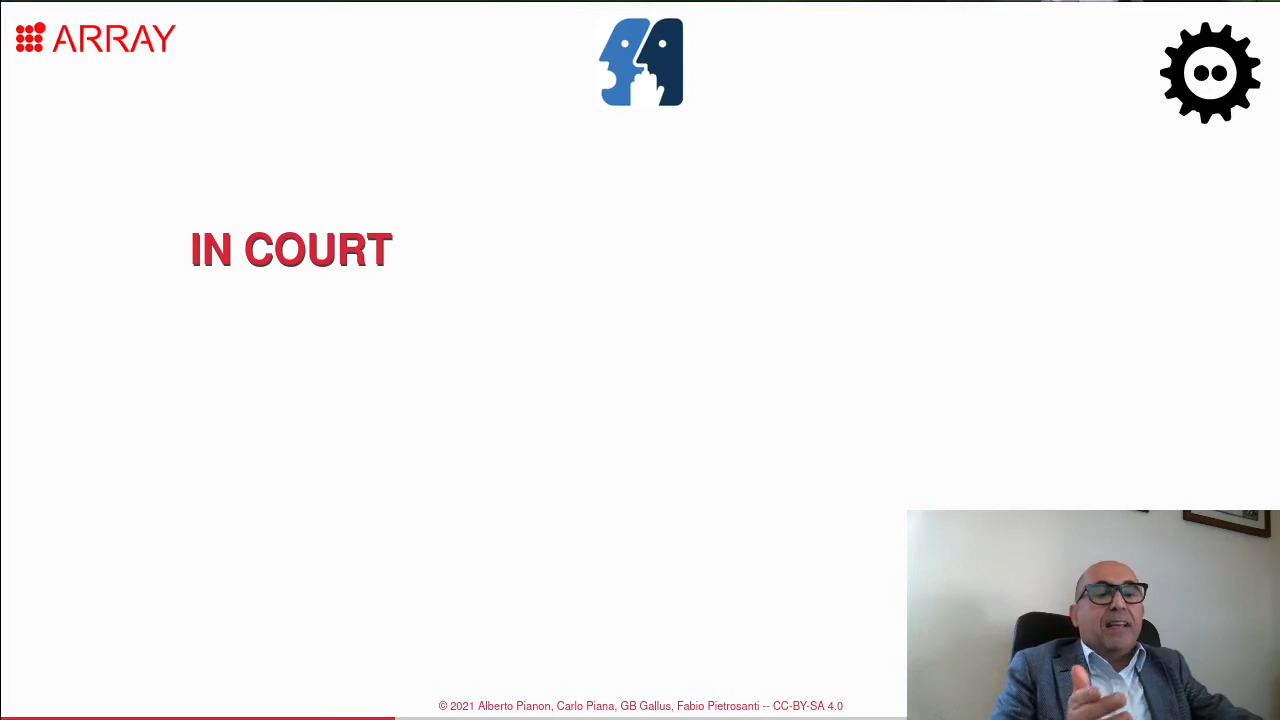 ARRAY
IN COURT
© 2021 Alberto Pianon, Carlo Piana, GB Gallus, Fabio Pietrosanti -- CC-BY-SA 4.0